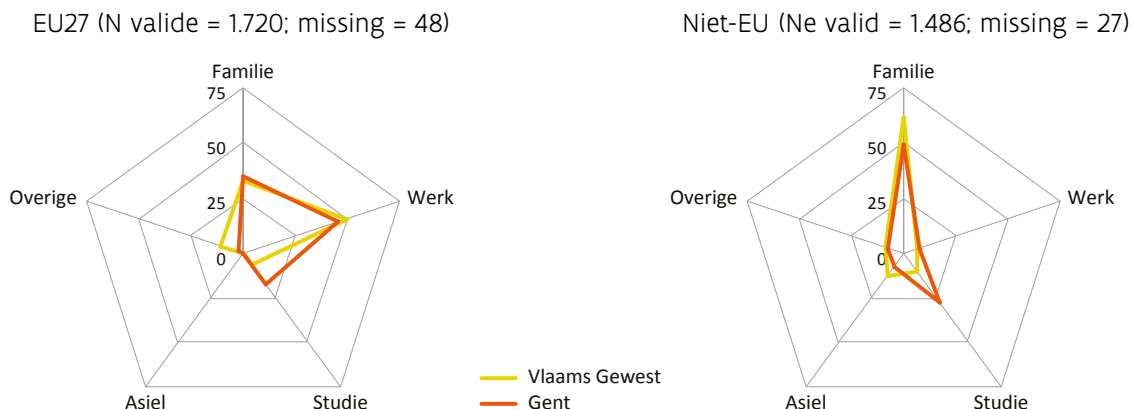 EU27 (N valide = 1.720; missing = 48)
Familie
75
50
25
0
Overige
Werk
Asiel
Studie
Niet-EU (Ne valid = 1.486; missing = 27)
Familie
75
50
25
0
Overige
Werk
Asiel
Studie
Vlaams Gewest
Gent